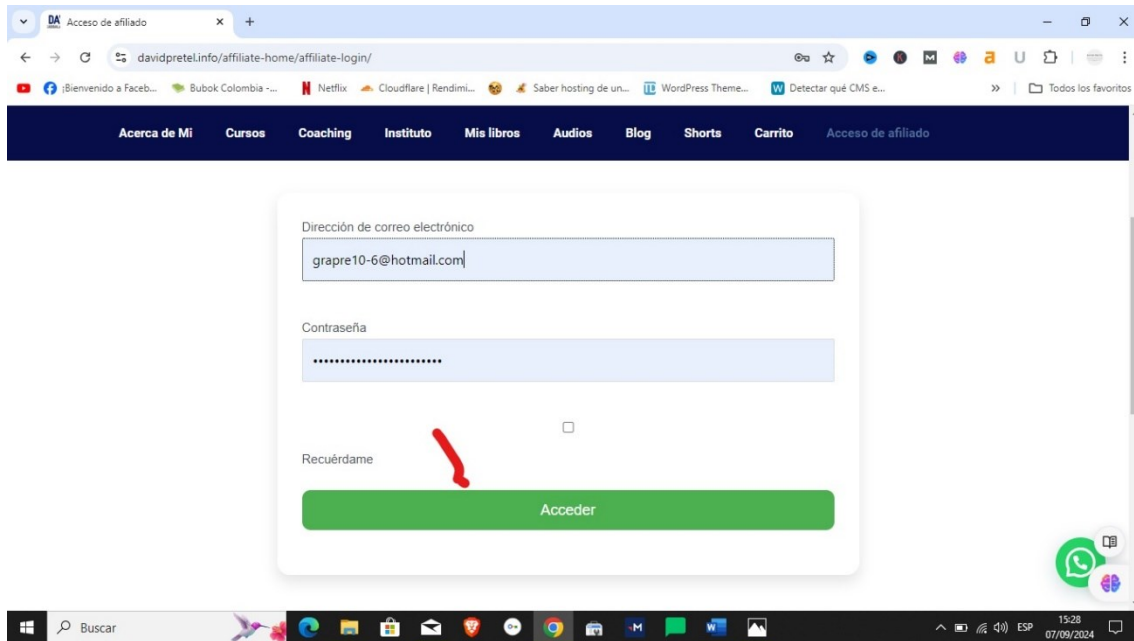 Acceso de afiliado
davidpretel.info/affiliate-home/affiliate-login/
¡Bienvenido a Faceb...
Bubok Colombia -...
Netflix
Cloudflare | Rendimi...
Saber hosting de un...
WordPress Theme...
Detectar qué CMS e...
Todos los favoritos
Acerca de Mi Cursos Coaching Instituto Mis libros Audios Blog Shorts Carrito Acceso de afiliado
Dirección de correo electrónico
grapre10-6@hotmail.com
Contraseña
Recuérdame
Acceder
Buscar
ESP
15:28
07/09/2024